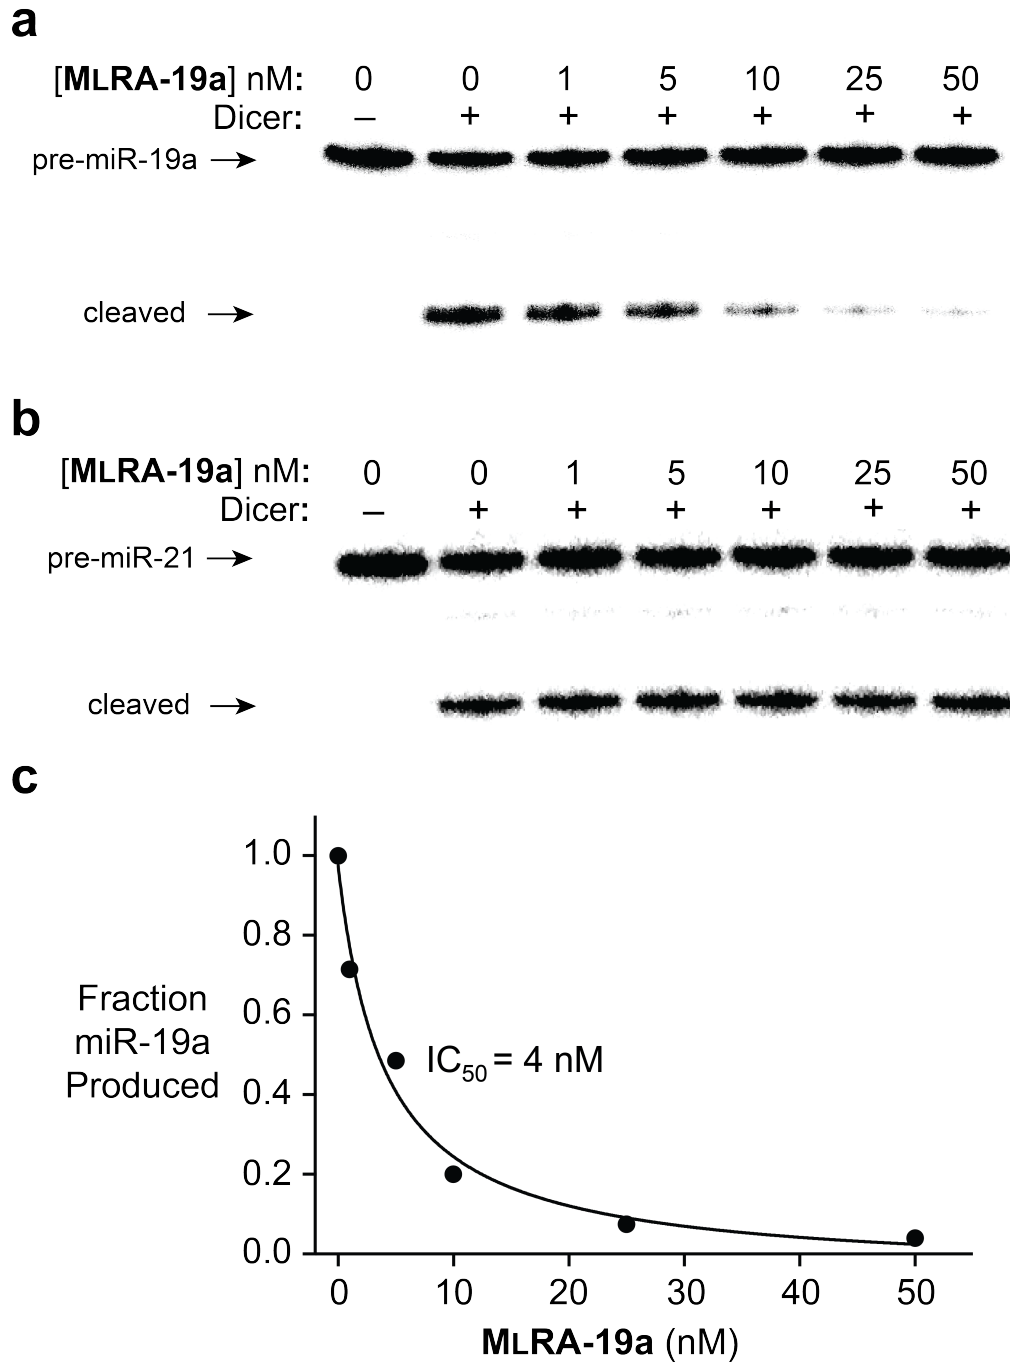 a
[MLRA-19a] nM: 0 0 1 5 10 25 50
Dicer: – + + + + + +
pre-miR-19a →
cleaved →
b
[MLRA-19a] nM: 0 0 1 5 10 25 50
Dicer: – + + + + + +
pre-miR-21 →
cleaved →
c
1.0
0.8
0.6
0.4
0.2
0.0
Fraction
miR-19a
Produced
IC50 = 4 nM
0 10 20 30 40 50
MLRA-19a (nM)